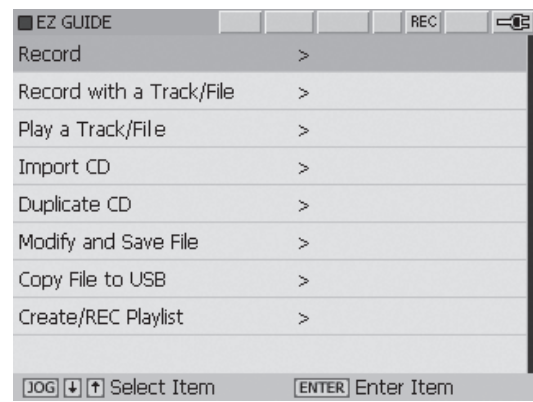 EZ GUIDE REC
Record >
Record with a Track/File >
Play a Track/File >
Import CD >
Duplicate CD >
Modify and Save File >
Copy File to USB >
Create/REC Playlist >
JOG ↓ ↑ Select Item ENTER Enter Item